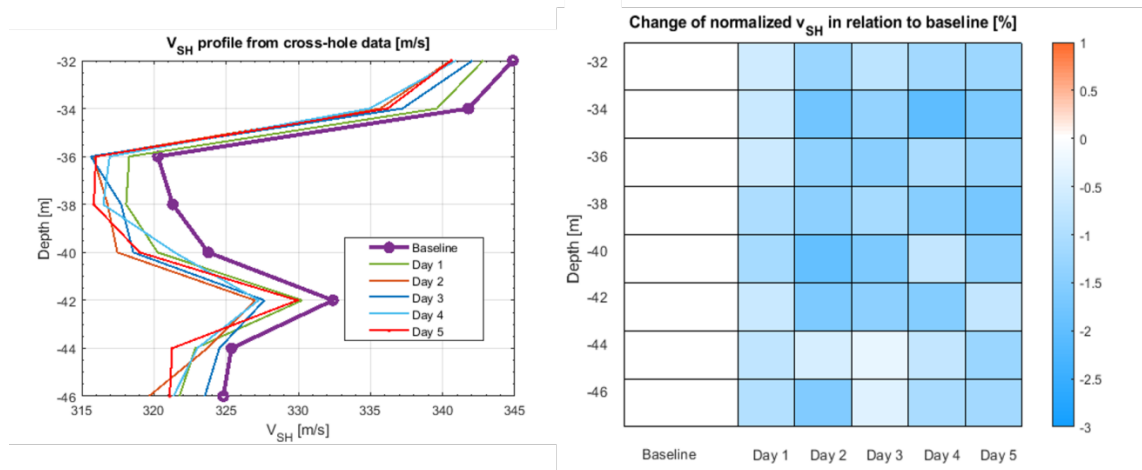 V_SH profile from cross-hole data [m/s]
-32
-34
-36
-38
-40
-42
-44
-46
Depth [m]
315
320
325
330
335
340
345
V_SH [m/s]
Baseline
Day 1
Day 2
Day 3
Day 4
Day 5
Change of normalized v_SH in relation to baseline [%]
-32
-34
-36
-38
-40
-42
-44
-46
Depth [m]
Baseline Day 1 Day 2 Day 3 Day 4 Day 5
1
0.5
0
-0.5
-1
-1.5
-2
-2.5
-3